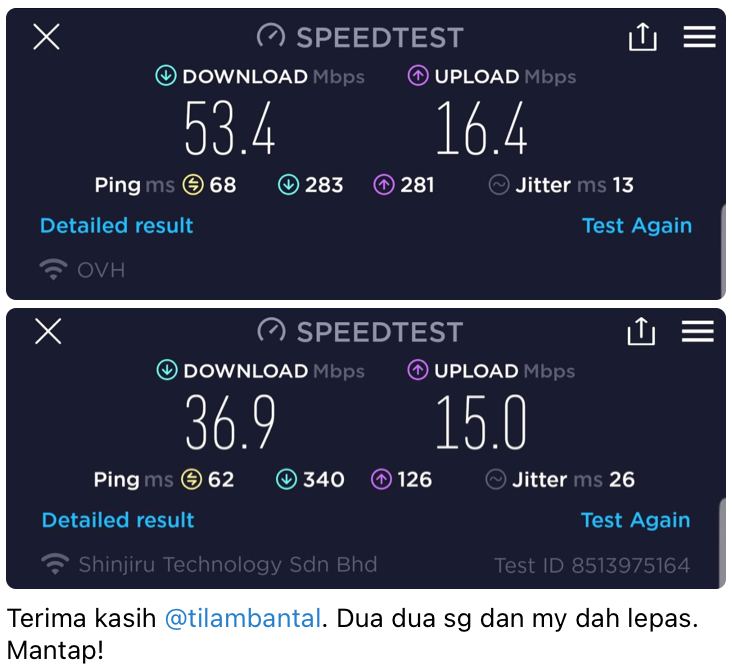 SPEEDTEST
DOWNLOAD Mbps UPLOAD Mbps
53.4 16.4
Ping ms 68 283 281 Jitter ms 13
Detailed result Test Again
OVH
SPEEDTEST
DOWNLOAD Mbps UPLOAD Mbps
36.9 15.0
Ping ms 62 340 126 Jitter ms 26
Detailed result Test Again
Shinjiru Technology Sdn Bhd Test ID 8513975164
Terima kasih @tilambantal. Dua dua sg dan my dah lepas.
Mantap!